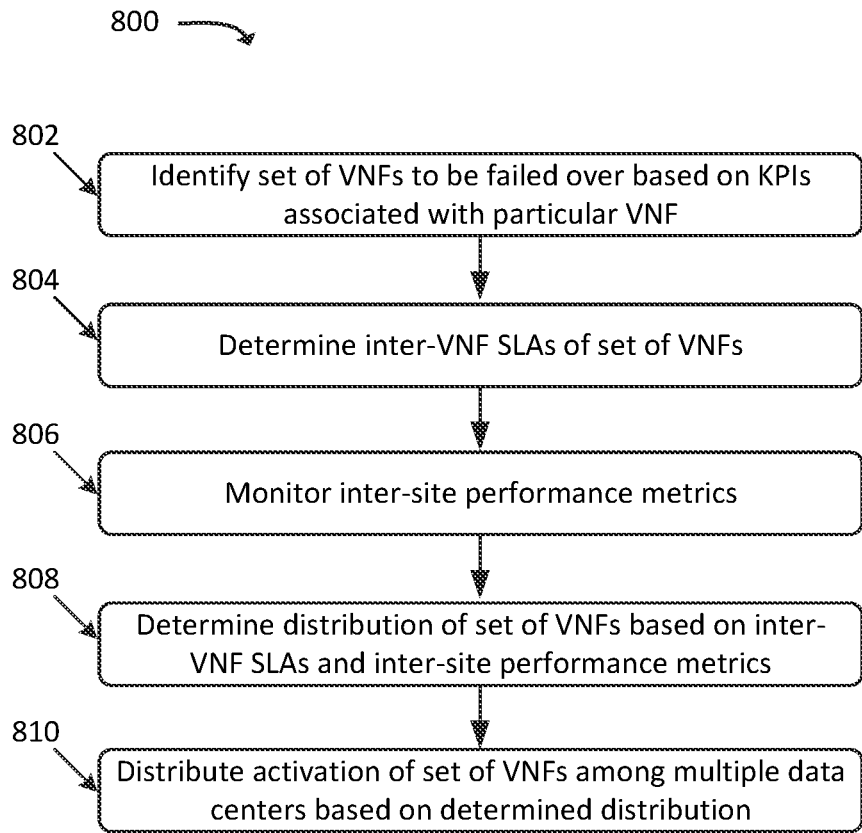 800
802
Identify set of VNFs to be failed over based on KPIs
associated with particular VNF
804
Determine inter-VNF SLAs of set of VNFs
806
Monitor inter-site performance metrics
808
Determine distribution of set of VNFs based on inter-
VNF SLAs and inter-site performance metrics
810
Distribute activation of set of VNFs among multiple data
centers based on determined distribution